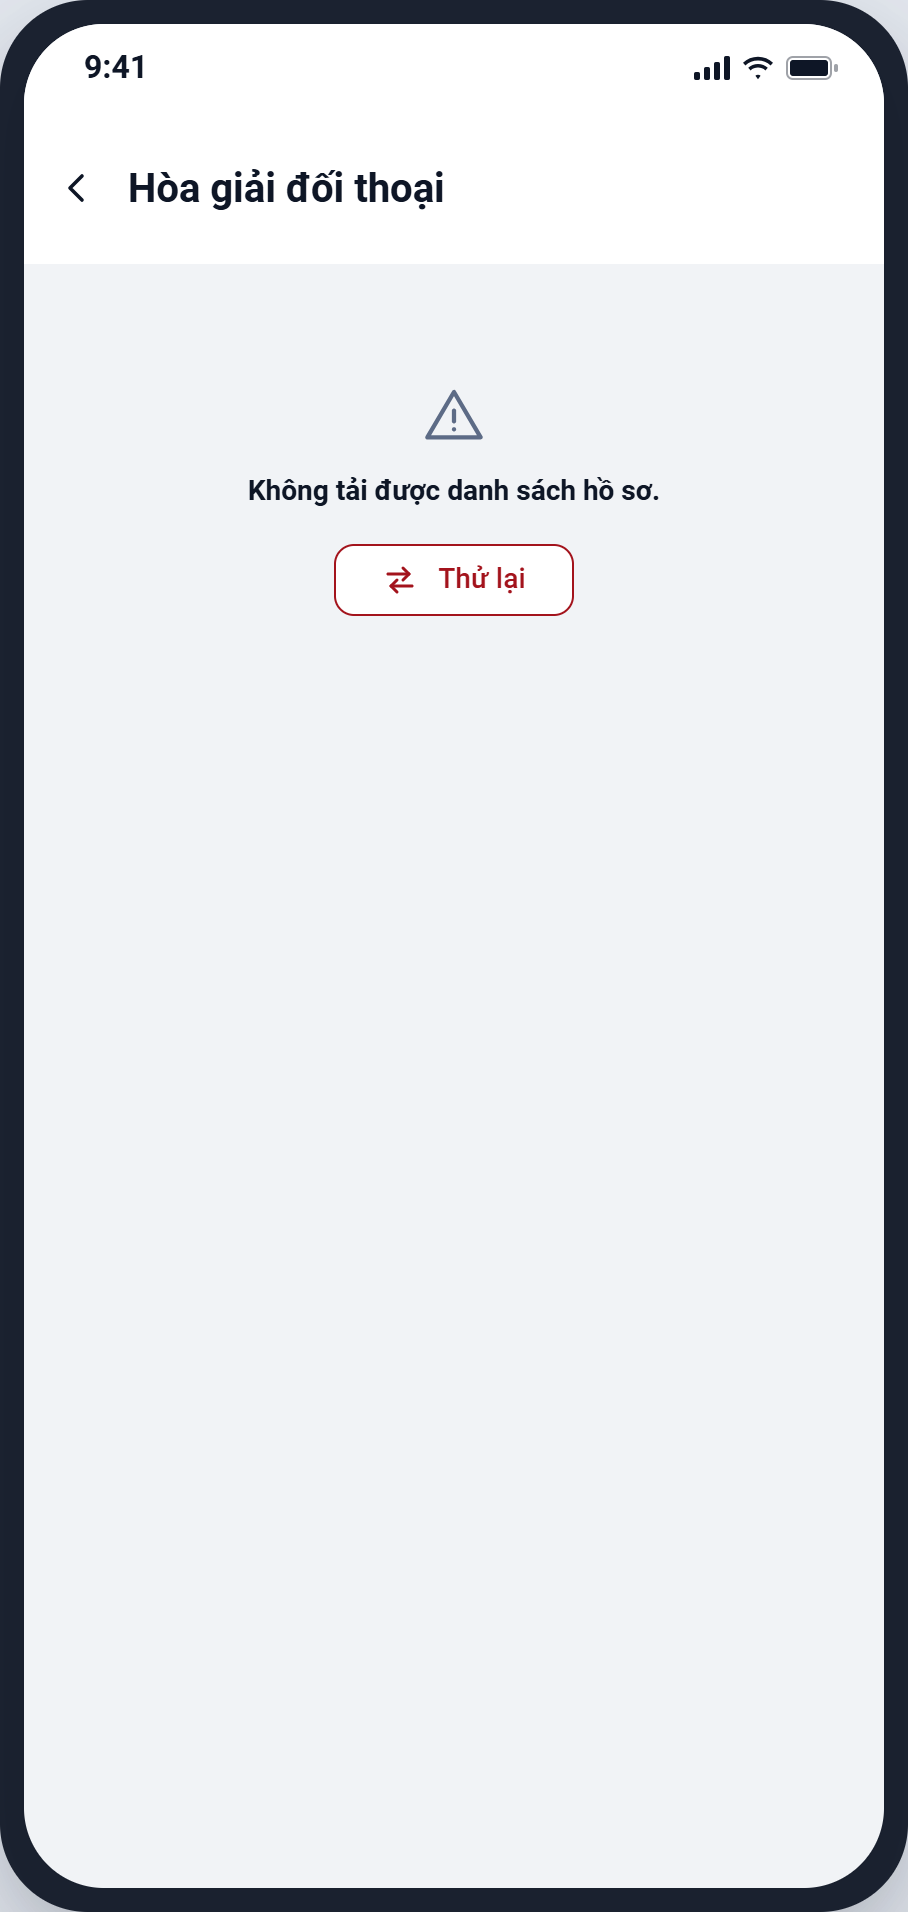 9:41
Hòa giải đối thoại
Không tải được danh sách hồ sơ.
Thử lại